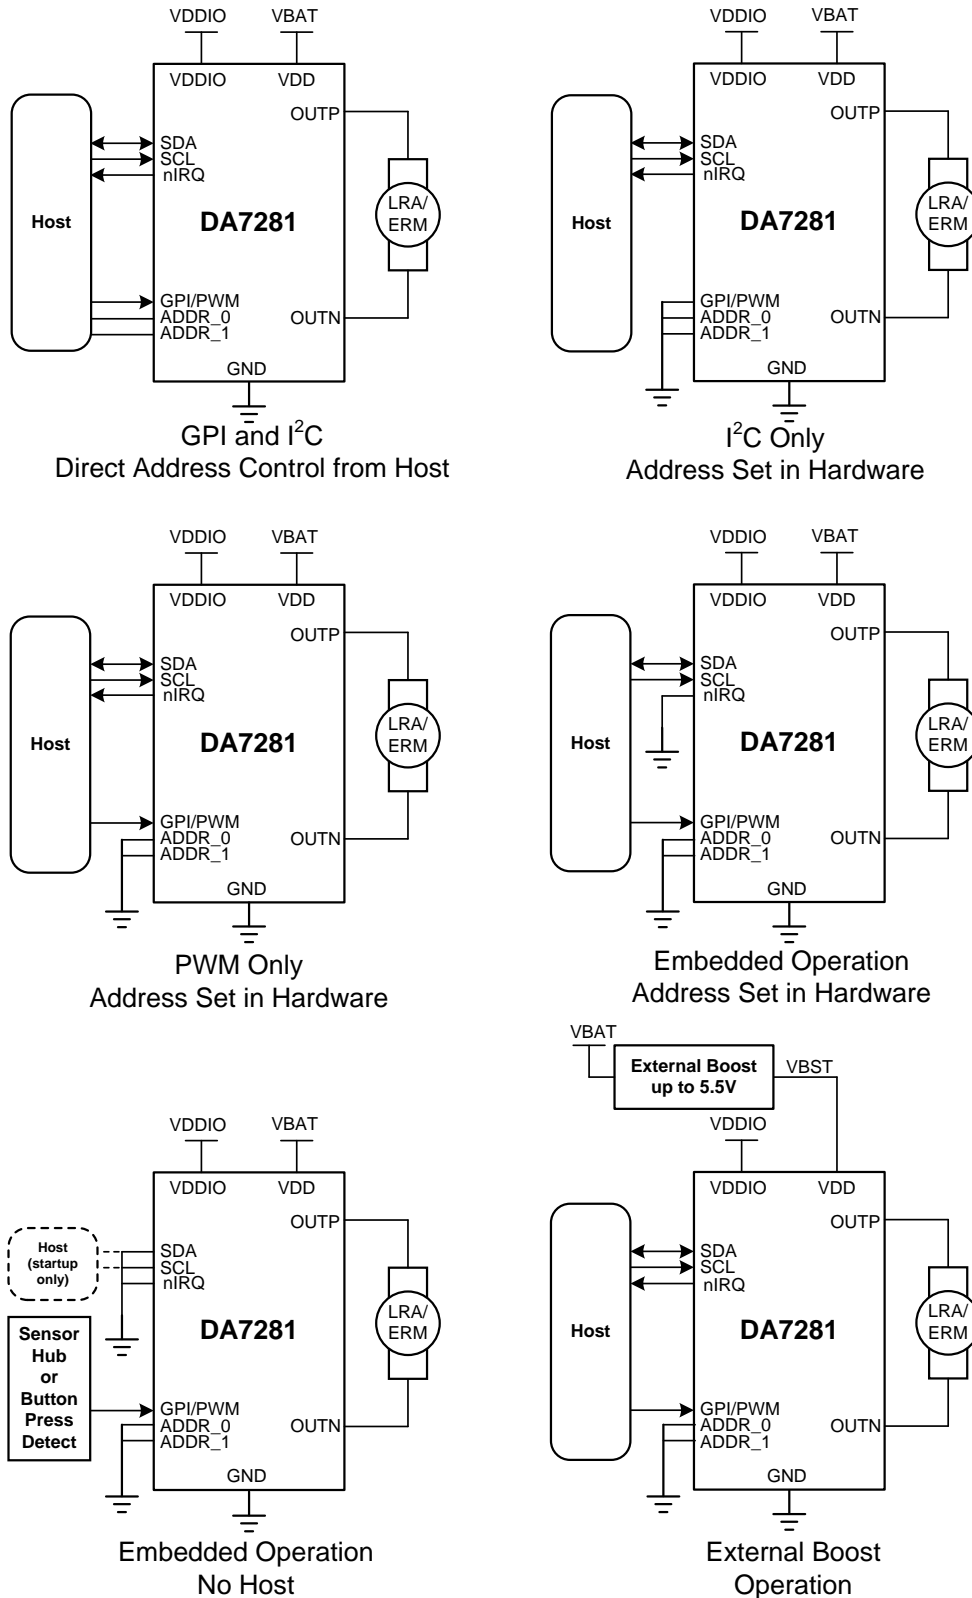 VDDIO
VBAT
VDDIO
VDD
OUTP
SDA
SCL
nIRQ
Host
DA7281
LRA/
ERM
GPI/PWM
ADDR_0
ADDR_1
OUTN
GND
GPI and I²C
Direct Address Control from Host
VDDIO
VBAT
VDDIO
VDD
OUTP
SDA
SCL
nIRQ
Host
DA7281
LRA/
ERM
GPI/PWM
ADDR_0
ADDR_1
OUTN
GND
I²C Only
Address Set in Hardware
VDDIO
VBAT
VDDIO
VDD
OUTP
SDA
SCL
nIRQ
Host
DA7281
LRA/
ERM
GPI/PWM
ADDR_0
ADDR_1
OUTN
GND
PWM Only
Address Set in Hardware
VDDIO
VBAT
VDDIO
VDD
OUTP
SDA
SCL
nIRQ
Host
DA7281
LRA/
ERM
GPI/PWM
ADDR_0
ADDR_1
OUTN
GND
Embedded Operation
Address Set in Hardware
VDDIO
VBAT
VDDIO
VDD
OUTP
Host
(startup
only)
SDA
SCL
nIRQ
Sensor
Hub
or
Button
Press
Detect
DA7281
LRA/
ERM
GPI/PWM
ADDR_0
ADDR_1
OUTN
GND
Embedded Operation
No Host
VBAT
External Boost
up to 5.5V
VBST
VDDIO
VDDIO
VDD
OUTP
SDA
SCL
nIRQ
Host
DA7281
LRA/
ERM
GPI/PWM
ADDR_0
ADDR_1
OUTN
GND
External Boost
Operation